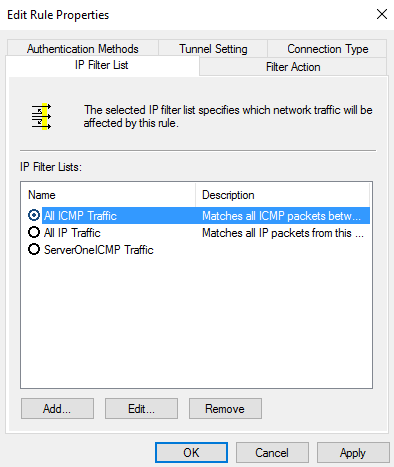 Edit Rule Properties
Authentication Methods Tunnel Setting Connection Type
IP Filter List Filter Action
The selected IP filter list specifies which network traffic will be
affected by this rule.
IP Filter Lists:
Name Description
All ICMP Traffic Matches all ICMP packets betw...
All IP Traffic Matches all IP packets from this ...
ServerOneICMP Traffic
Add... Edit... Remove
OK Cancel Apply